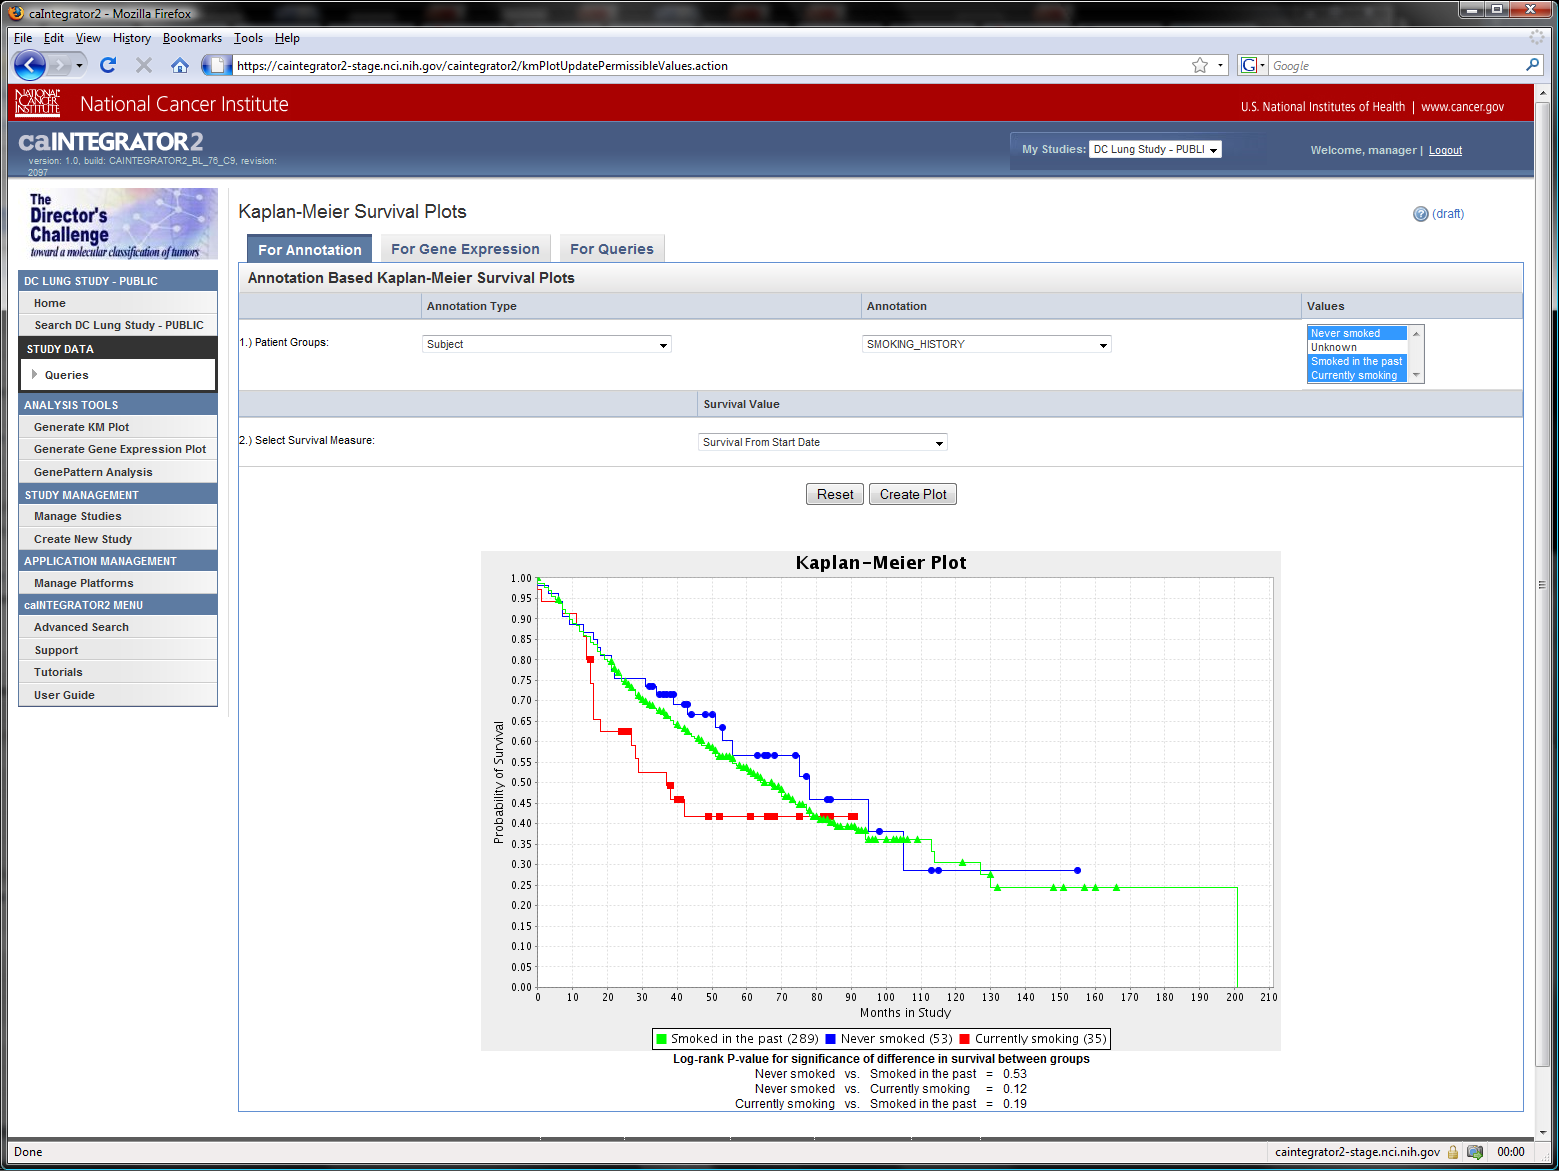 caIntegrator2 - Mozilla Firefox
File Edit View History Bookmarks Tools Help
https://caintegrator2-stage.nci.nih.gov/caintegrator2/kmPlotUpdatePermissibleValues.action
G Google
NATIONAL CANCER INSTITUTE
National Cancer Institute
U.S. National Institutes of Health | www.cancer.gov
caINTEGRATOR2
version: 1.0, build: CAINTEGRATOR2_BL_76_C9, revision:
2097
My Studies: DC Lung Study - PUBLI
Welcome, manager | Logout
The
Director's
Challenge
toward a molecular classification of tumors
DC LUNG STUDY - PUBLIC
Home
Search DC Lung Study - PUBLIC
STUDY DATA
Queries
ANALYSIS TOOLS
Generate KM Plot
Generate Gene Expression Plot
GenePattern Analysis
STUDY MANAGEMENT
Manage Studies
Create New Study
APPLICATION MANAGEMENT
Manage Platforms
caINTEGRATOR2 MENU
Advanced Search
Support
Tutorials
User Guide
Kaplan-Meier Survival Plots
? (draft)
For Annotation For Gene Expression For Queries
Annotation Based Kaplan-Meier Survival Plots
Annotation Type Annotation Values
1.) Patient Groups: Subject SMOKING_HISTORY
Never smoked
Unknown
Smoked in the past
Currently smoking
Survival Value
2.) Select Survival Measure: Survival From Start Date
Reset Create Plot
Kaplan-Meier Plot
Probability of Survival
1.00
0.95
0.90
0.85
0.80
0.75
0.70
0.65
0.60
0.55
0.50
0.45
0.40
0.35
0.30
0.25
0.20
0.15
0.10
0.05
0.00
0 10 20 30 40 50 60 70 80 90 100 110 120 130 140 150 160 170 180 190 200 210
Months in Study
Smoked in the past (289) Never smoked (53) Currently smoking (35)
Log-rank P-value for significance of difference in survival between groups
Never smoked vs. Smoked in the past = 0.53
Never smoked vs. Currently smoking = 0.12
Currently smoking vs. Smoked in the past = 0.19
Done
caintegrator2-stage.nci.nih.gov 00:00